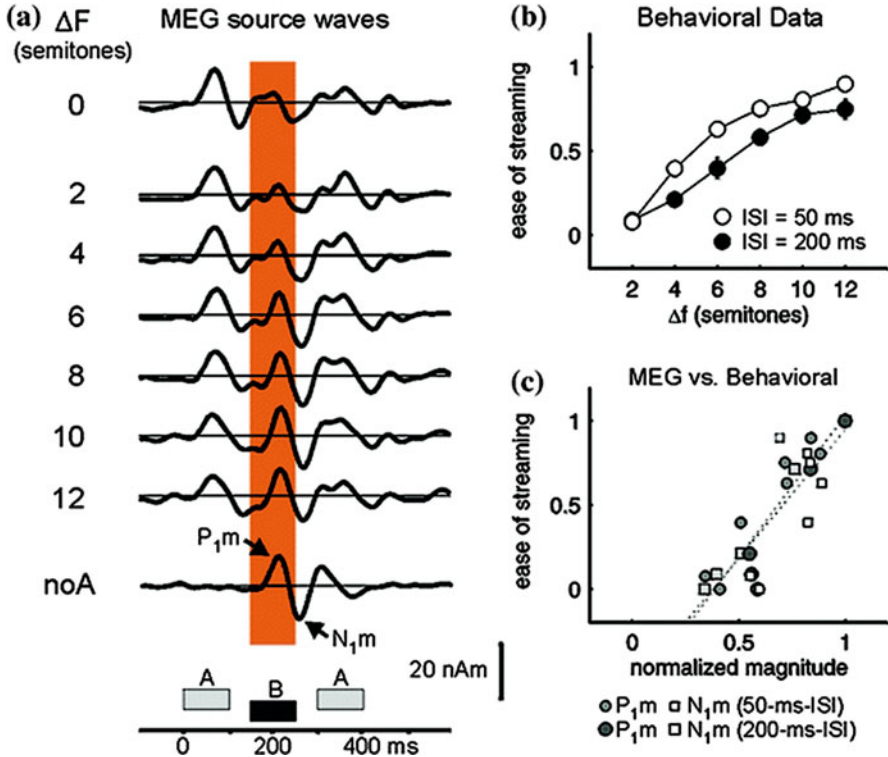 (a)
ΔF
(semitones)
MEG source waves
0
2
4
6
8
10
12
noA
P1m
N1m
20 nAm
A
B
A
0
200
400 ms
(b)
Behavioral Data
ease of streaming
1
0.5
0
ISI = 50 ms
ISI = 200 ms
2
4
6
8
10
12
Δf (semitones)
(c)
MEG vs. Behavioral
ease of streaming
1
0.5
0
0
0.5
1
normalized magnitude
P1m N1m (50-ms-ISI)
P1m N1m (200-ms-ISI)